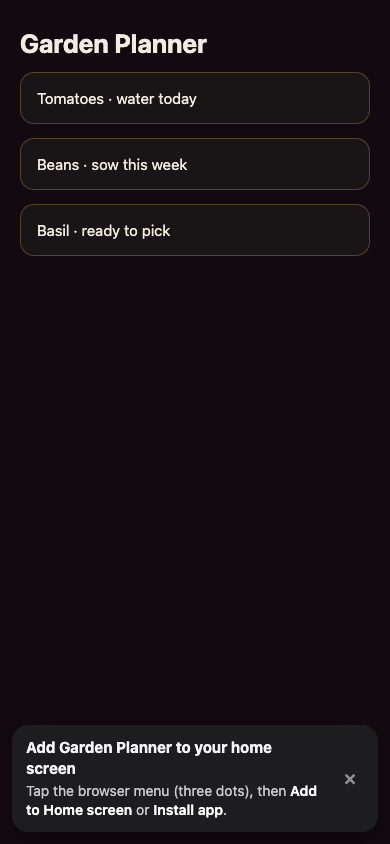 Garden Planner
Tomatoes · water today
Beans · sow this week
Basil · ready to pick
Add Garden Planner to your home
screen
Tap the browser menu (three dots), then Add
to Home screen or Install app.